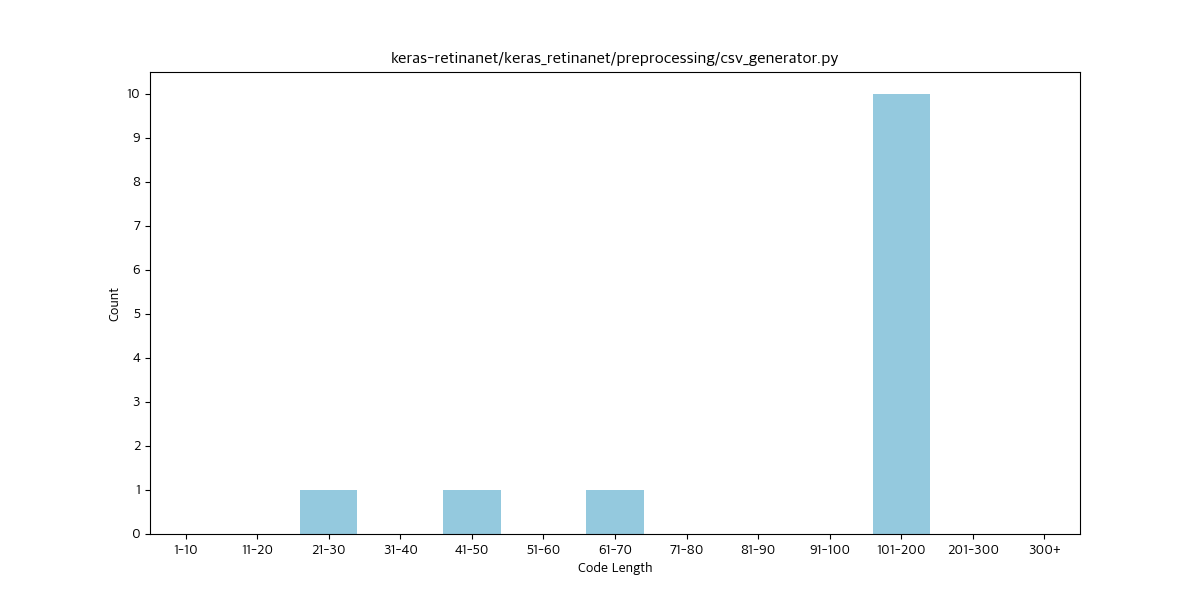 keras-retinanet/keras_retinanet/preprocessing/csv_generator.py
Count
10
9
8
7
6
5
4
3
2
1
0
1-10 11-20 21-30 31-40 41-50 51-60 61-70 71-80 81-90 91-100 101-200 201-300 300+
Code Length